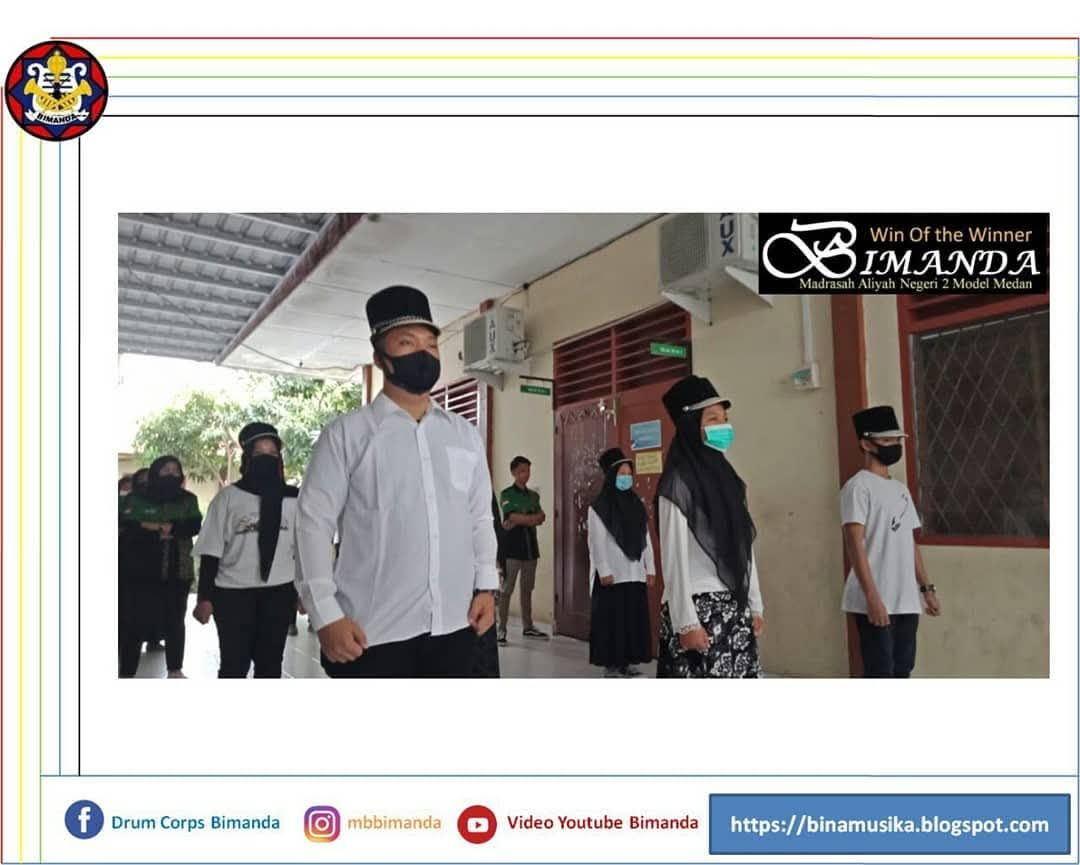 BIMANDA
Win Of the Winner
BIMANDA
Madrasah Aliyah Negeri 2 Model Medan
AUX
AUX
Drum Corps Bimanda
mbbimanda
Video Youtube Bimanda
https://binamusika.blogspot.com